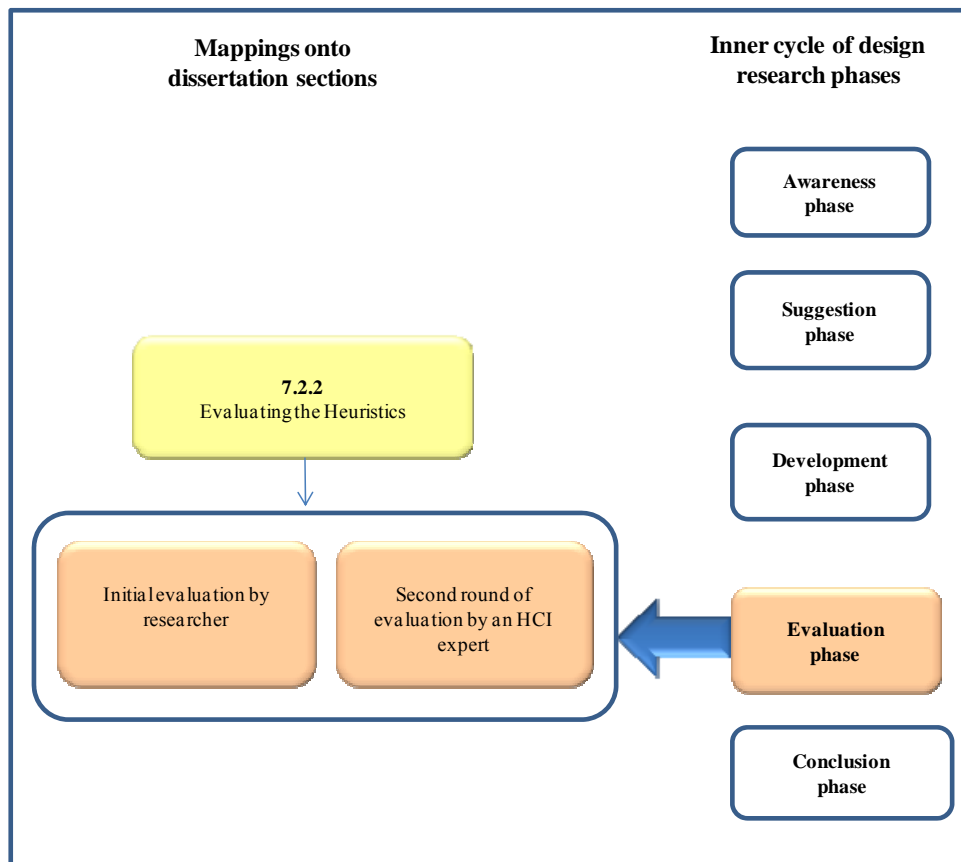 Mappings onto
dissertation sections
Inner cycle of design
research phases
Awareness
phase
Suggestion
phase
7.2.2
Evaluating the Heuristics
Development
phase
Initial evaluation by
researcher
Second round of
evaluation by an HCI
expert
Evaluation
phase
Conclusion
phase